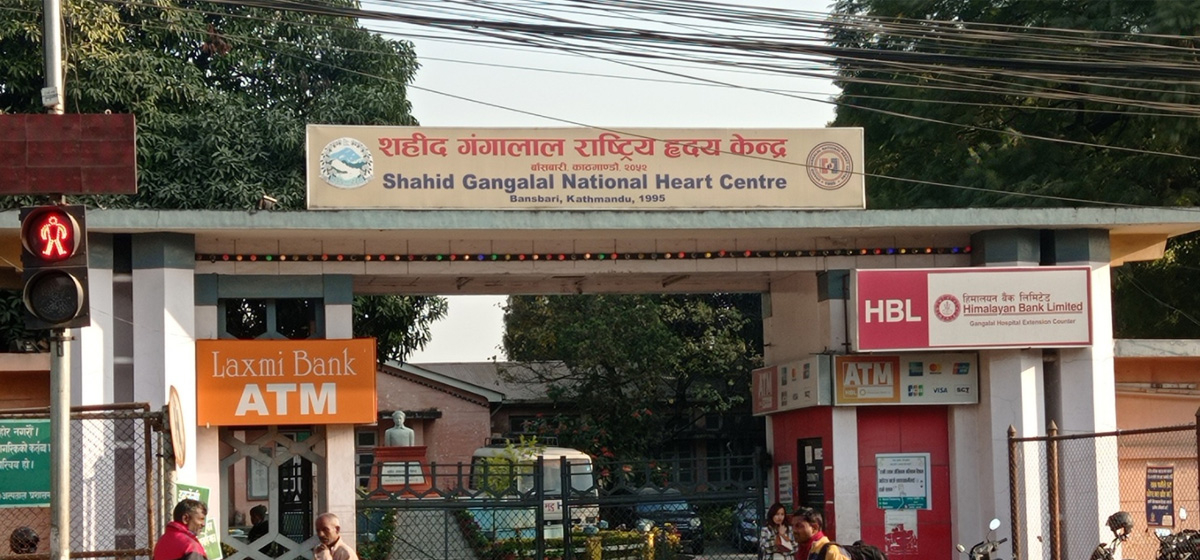 शहीद गंगालाल राष्ट्रिय हृदय केन्द्र
बाँसबारी, काठमाण्डौ, २०५२
Shahid Gangalal National Heart Centre
Bansbari, Kathmandu, 1995
HBL
हिमालयन बैंक लिमिटेड
Himalayan Bank Limited
Gangalal Hospital Extension Counter
Laxmi Bank
ATM
ATM
VISA
SCT